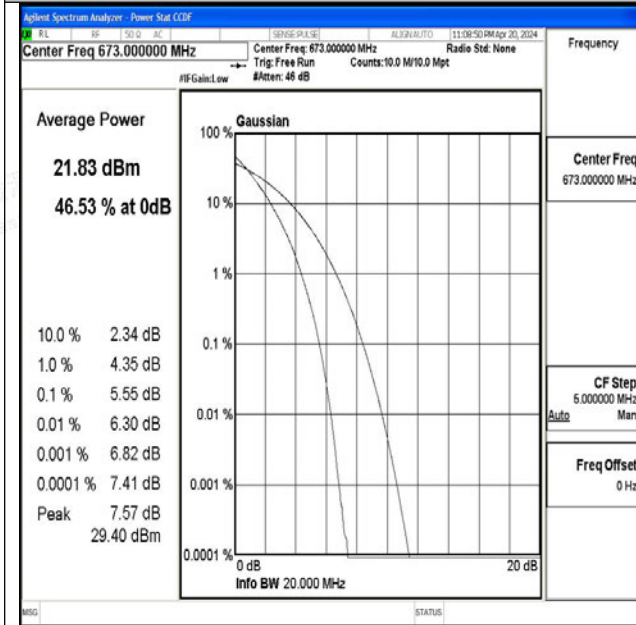 Agilent Spectrum Analyzer - Power Stat CCDF
RL RF 50 Ω AC SENSE:PULSE ALIGNAUTO 11:08:50 PM Apr 20, 2024
Center Freq 673.000000 MHz
Center Freq: 673.000000 MHz Radio Std: None
Trig: Free Run Counts:10.0 M/10.0 Mpt
#IFGain:Low #Atten: 46 dB
Frequency
Average Power
21.83 dBm
46.53 % at 0dB
10.0 % 2.34 dB
1.0 % 4.35 dB
0.1 % 5.55 dB
0.01 % 6.30 dB
0.001 % 6.82 dB
0.0001 % 7.41 dB
Peak 7.57 dB
29.40 dBm
Gaussian
100 %
10 %
1 %
0.1 %
0.01 %
0.001 %
0.0001 %
0 dB 20 dB
Info BW 20.000 MHz
Center Freq
673.000000 MHz
CF Step
5.000000 MHz
Auto Man
Freq Offset
0 Hz
MSG STATUS